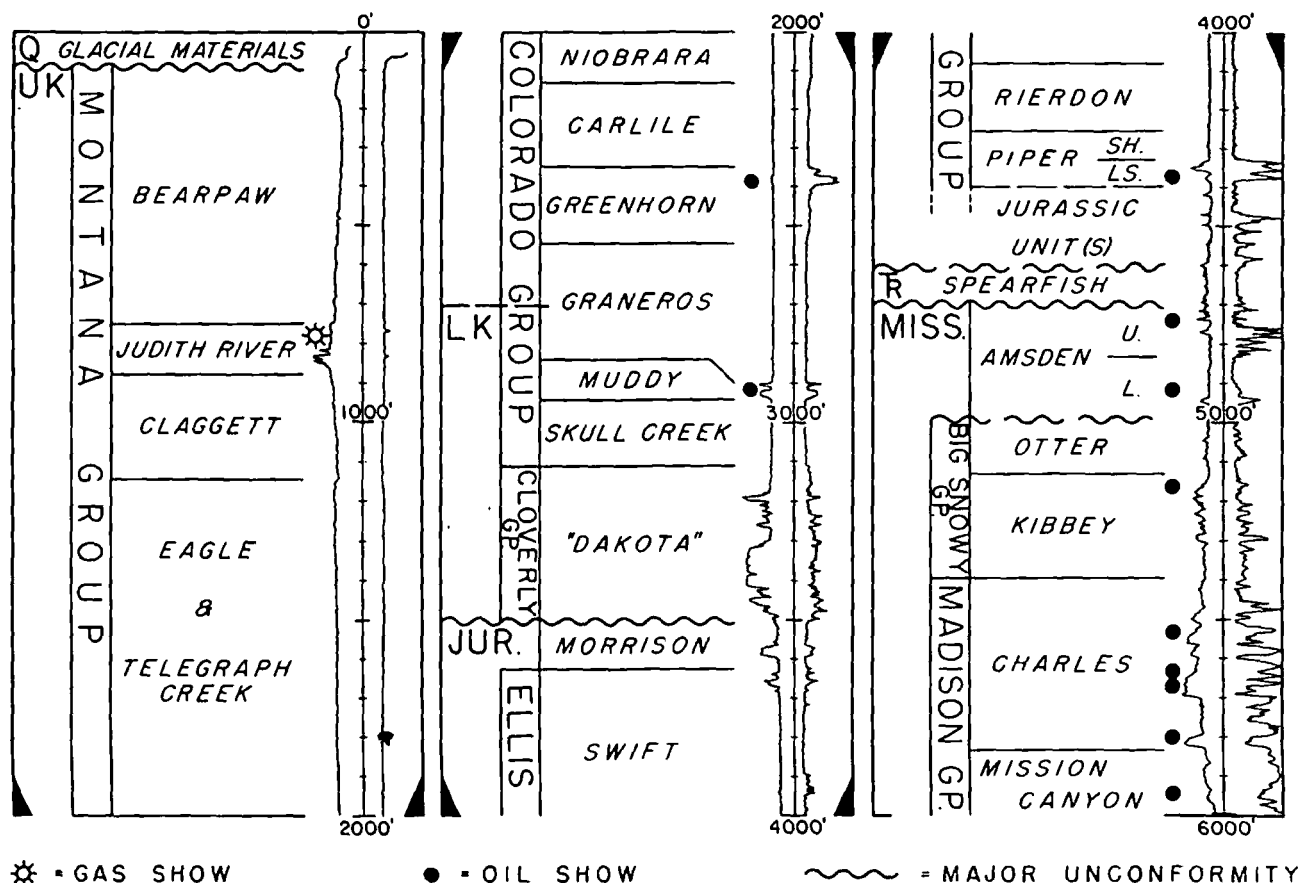 0'
Q GLACIAL MATERIALS
UK
MONTANA GROUP
BEARPAW
JUDITH RIVER
CLAGGETT
1000'
EAGLE
&
TELEGRAPH
CREEK
2000'
2000'
COLORADO GROUP
NIOBRARA
CARLILE
GREENHORN
GRANEROS
LK
MUDDY
3000'
SKULL CREEK
CLOVERLY
GP.
"DAKOTA"
JUR.
MORRISON
ELLIS
SWIFT
4000'
4000'
GROUP
RIERDON
PIPER SH.
LS.
JURASSIC
UNIT(S)
TR SPEARFISH
MISS.
AMSDEN U.
L.
5000'
BIG SNOWY
GP.
OTTER
KIBBEY
MADISON GP.
CHARLES
MISSION
CANYON
6000'
= GAS SHOW = OIL SHOW = MAJOR UNCONFORMITY